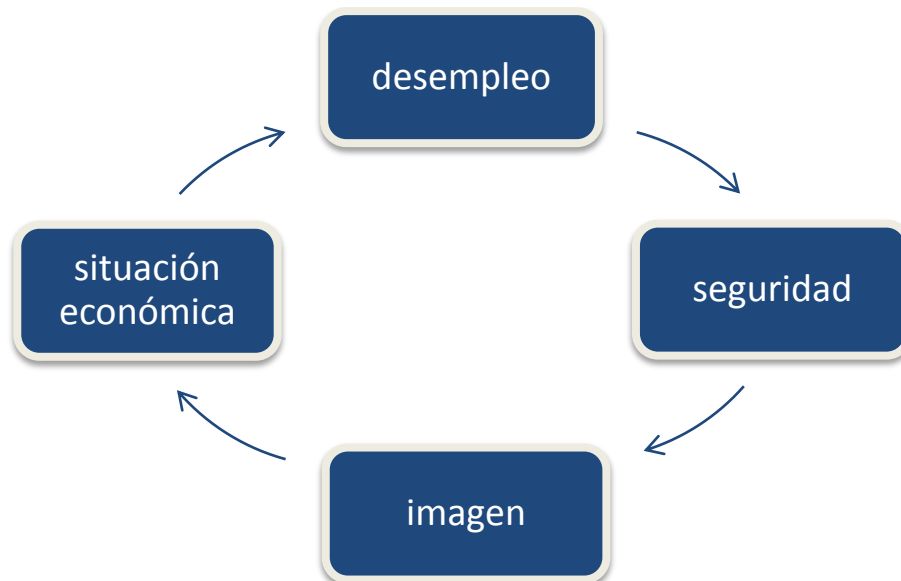 desempleo
seguridad
imagen
situación
económica